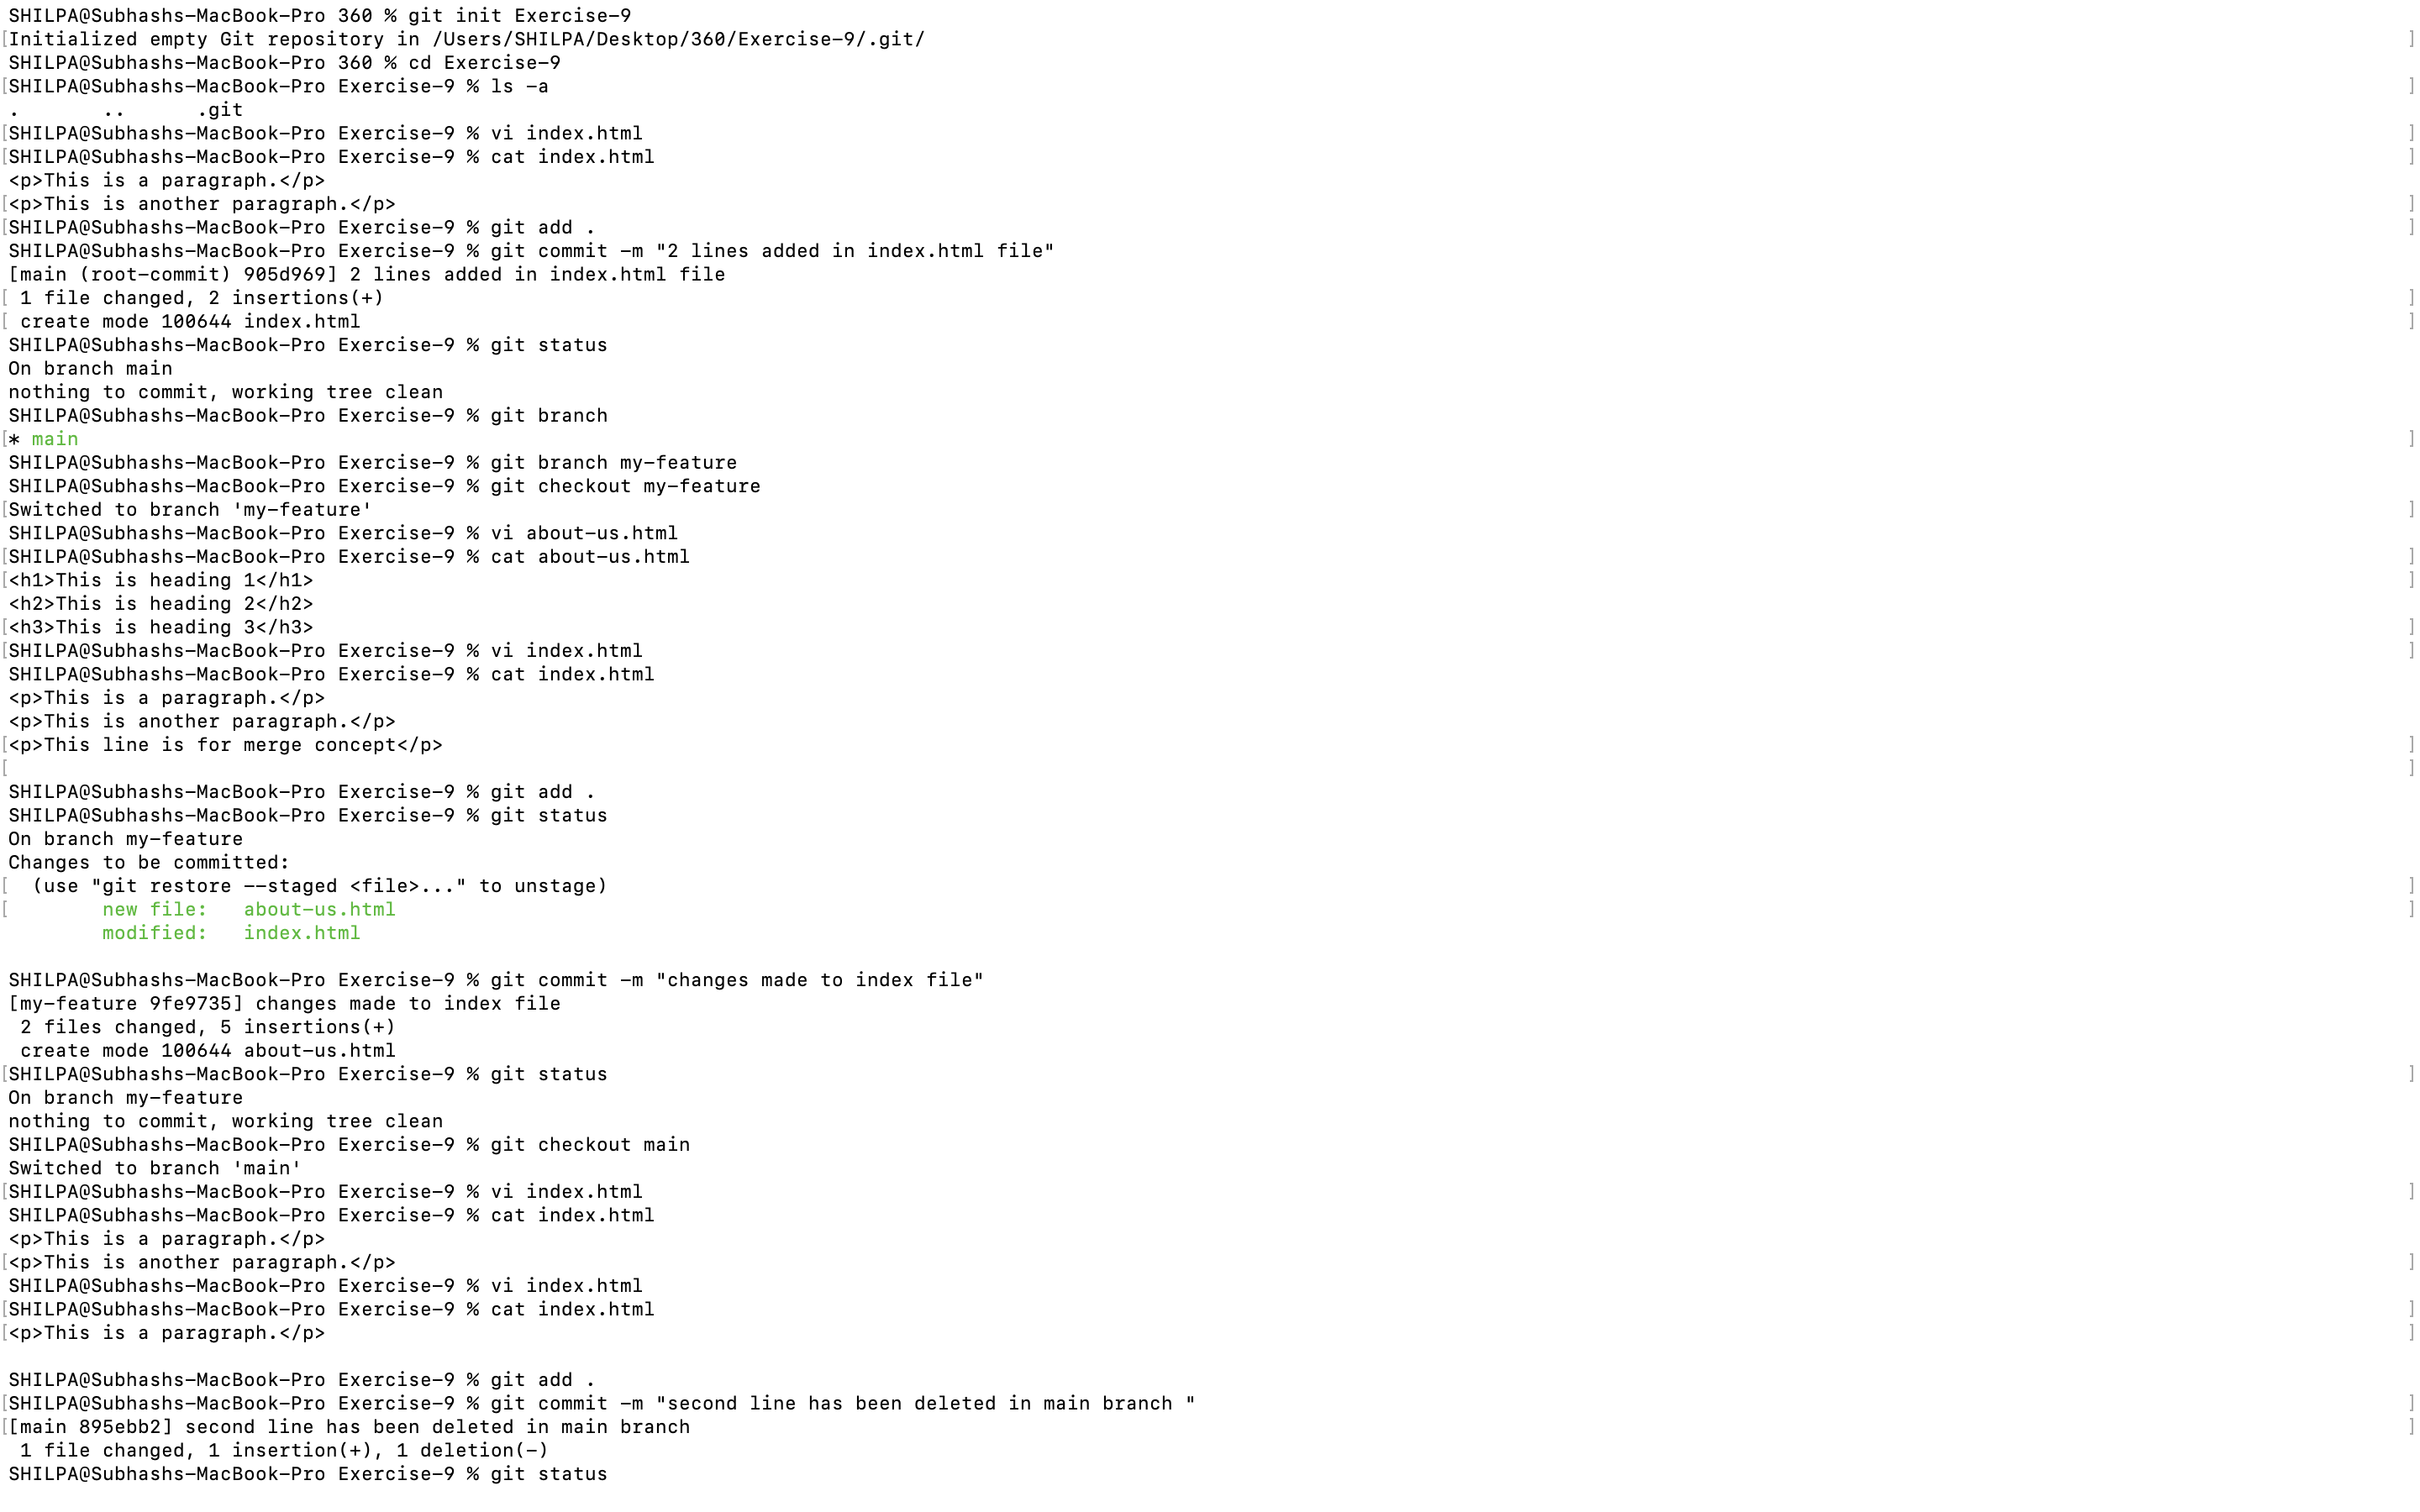 SHILPA@Subhashs-MacBook-Pro 360 % git init Exercise-9
[Initialized empty Git repository in /Users/SHILPA/Desktop/360/Exercise-9/.git/ ]
SHILPA@Subhashs-MacBook-Pro 360 % cd Exercise-9
[SHILPA@Subhashs-MacBook-Pro Exercise-9 % ls -a ]
. .. .git
[SHILPA@Subhashs-MacBook-Pro Exercise-9 % vi index.html ]
[SHILPA@Subhashs-MacBook-Pro Exercise-9 % cat index.html ]
<p>This is a paragraph.</p>
[<p>This is another paragraph.</p> ]
[SHILPA@Subhashs-MacBook-Pro Exercise-9 % git add . ]
SHILPA@Subhashs-MacBook-Pro Exercise-9 % git commit -m "2 lines added in index.html file"
[main (root-commit) 905d969] 2 lines added in index.html file
[ 1 file changed, 2 insertions(+) ]
[ create mode 100644 index.html ]
SHILPA@Subhashs-MacBook-Pro Exercise-9 % git status
On branch main
nothing to commit, working tree clean
SHILPA@Subhashs-MacBook-Pro Exercise-9 % git branch
[* main ]
SHILPA@Subhashs-MacBook-Pro Exercise-9 % git branch my-feature
SHILPA@Subhashs-MacBook-Pro Exercise-9 % git checkout my-feature
[Switched to branch 'my-feature' ]
SHILPA@Subhashs-MacBook-Pro Exercise-9 % vi about-us.html
[SHILPA@Subhashs-MacBook-Pro Exercise-9 % cat about-us.html ]
[<h1>This is heading 1</h1> ]
<h2>This is heading 2</h2>
[<h3>This is heading 3</h3> ]
[SHILPA@Subhashs-MacBook-Pro Exercise-9 % vi index.html ]
SHILPA@Subhashs-MacBook-Pro Exercise-9 % cat index.html
<p>This is a paragraph.</p>
<p>This is another paragraph.</p>
[<p>This line is for merge concept</p> ]
[ ]
SHILPA@Subhashs-MacBook-Pro Exercise-9 % git add .
SHILPA@Subhashs-MacBook-Pro Exercise-9 % git status
On branch my-feature
Changes to be committed:
[  (use "git restore --staged <file>..." to unstage) ]
[ new file:   about-us.html ]
modified:   index.html
SHILPA@Subhashs-MacBook-Pro Exercise-9 % git commit -m "changes made to index file"
[my-feature 9fe9735] changes made to index file
2 files changed, 5 insertions(+)
create mode 100644 about-us.html
[SHILPA@Subhashs-MacBook-Pro Exercise-9 % git status ]
On branch my-feature
nothing to commit, working tree clean
SHILPA@Subhashs-MacBook-Pro Exercise-9 % git checkout main
Switched to branch 'main'
[SHILPA@Subhashs-MacBook-Pro Exercise-9 % vi index.html ]
SHILPA@Subhashs-MacBook-Pro Exercise-9 % cat index.html
<p>This is a paragraph.</p>
[<p>This is another paragraph.</p> ]
SHILPA@Subhashs-MacBook-Pro Exercise-9 % vi index.html
[SHILPA@Subhashs-MacBook-Pro Exercise-9 % cat index.html ]
[<p>This is a paragraph.</p> ]
SHILPA@Subhashs-MacBook-Pro Exercise-9 % git add .
[SHILPA@Subhashs-MacBook-Pro Exercise-9 % git commit -m "second line has been deleted in main branch " ]
[[main 895ebb2] second line has been deleted in main branch ]
1 file changed, 1 insertion(+), 1 deletion(-)
SHILPA@Subhashs-MacBook-Pro Exercise-9 % git status